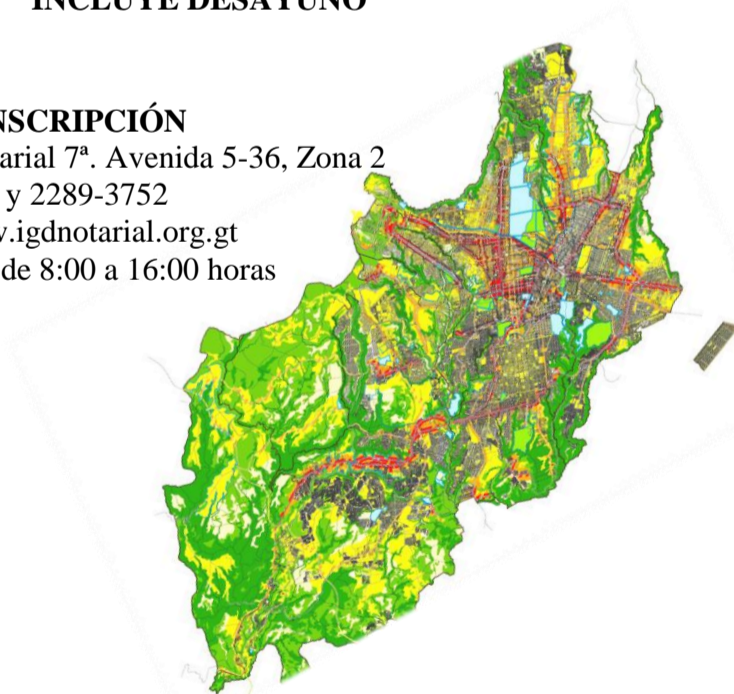 INCLUYE DESAYUNO
NSCRIPCIÓN
arial 7ª. Avenida 5-36, Zona 2
y 2289-3752
v.igdnotarial.org.gt
de 8:00 a 16:00 horas